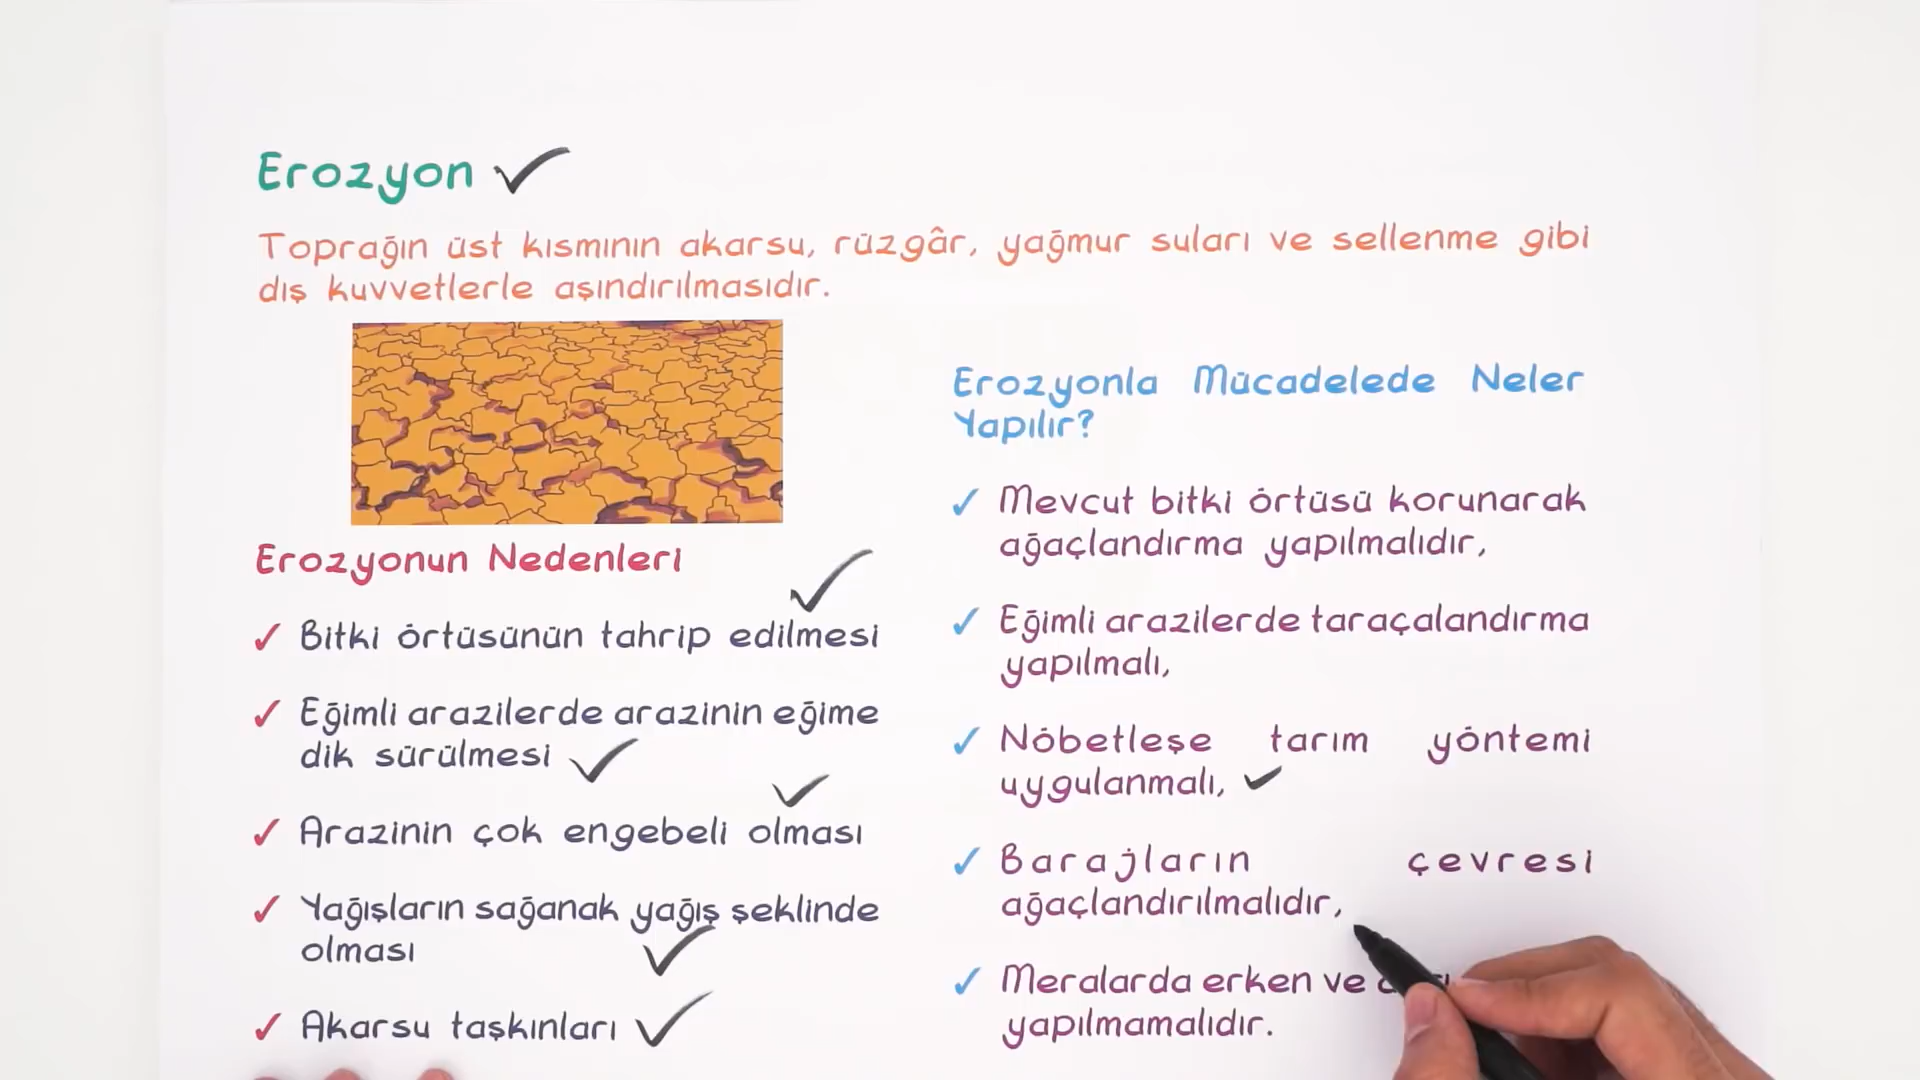 Erozyon
Toprağın üst kısmının akarsu, rüzgâr, yağmur suları ve sellenme gibi
dış kuvvetlerle aşındırılmasıdır.
Erozyonun Nedenleri
✓ Bitki örtüsünün tahrip edilmesi
✓ Eğimli arazilerde arazinin eğime
dik sürülmesi
✓ Arazinin çok engebeli olması
✓ Yağışların sağanak yağış şeklinde
olması
✓ Akarsu taşkınları
Erozyonla Mücadelede Neler
Yapılır?
✓ Mevcut bitki örtüsü korunarak
ağaçlandırma yapılmalıdır,
✓ Eğimli arazilerde taraçalandırma
yapılmalı,
✓ Nöbetleşe tarım yöntemi
uygulanmalı,
✓ Barajların çevresi
ağaçlandırılmalıdır,
✓ Meralarda erken ve
yapılmamalıdır.